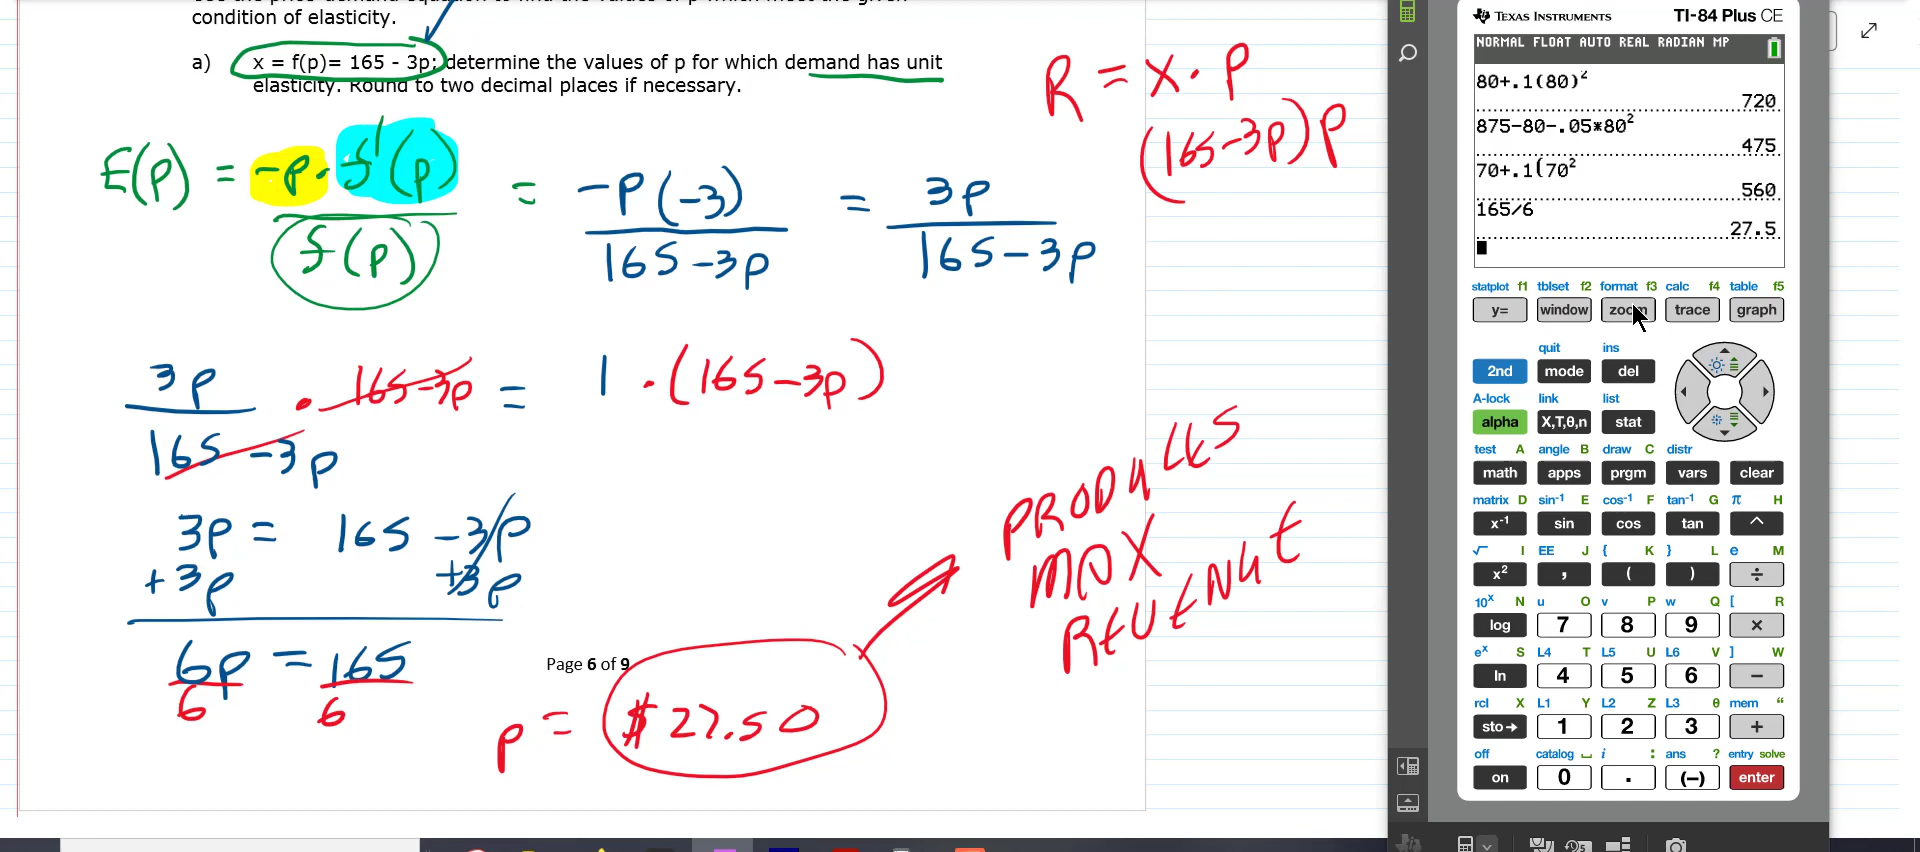 condition of elasticity.
a) x = f(p)= 165 - 3p; determine the values of p for which demand has unit
elasticity. Round to two decimal places if necessary.
E(p) = -p · f'(p) / f(p) = -p(-3) / 165-3p = 3p / 165-3p
R = x · p
(165-3p)p
3p / 165-3p · 165-3p = 1 · (165-3p)
3p = 165 -3p
+3p +3p
6p = 165
6 6
Page 6 of 9
p = $27.50
PRODUCES
MAX
REVENUE
TEXAS INSTRUMENTS TI-84 Plus CE
NORMAL FLOAT AUTO REAL RADIAN MP
80+.1(80)²
720
875-80-.05*80²
475
70+.1(70²
560
165/6
27.5
statplot f1 tblset f2 format f3 calc f4 table f5
y= window zoom trace graph
quit ins
2nd mode del
A-lock link list
alpha X,T,θ,n stat
test A angle B draw C distr
math apps prgm vars clear
matrix D sin⁻¹ E cos⁻¹ F tan⁻¹ G π H
x⁻¹ sin cos tan ^
√ I EE J { K } L e M
x² , ( ) ÷
10ˣ N u O v P w Q [ R
log 7 8 9 ×
eˣ S L4 T L5 U L6 V ] W
ln 4 5 6 −
rcl X L1 Y L2 Z L3 θ mem “
sto→ 1 2 3 +
off catalog ⎵ i : ans ? entry solve
on 0 . (−) enter